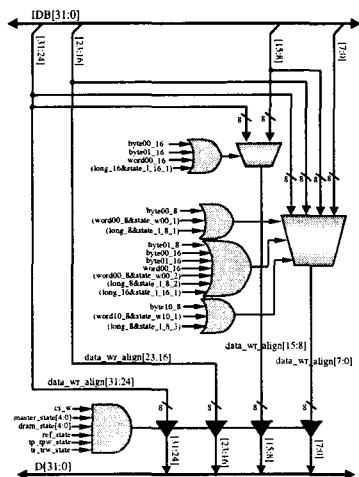 IDB[31:0]
[31:24]
[23:16]
[15:8]
[7:0]
8
8
8
8
8
8
byte00_16
byte01_16
word00_16
(long_16&state_l_16_1)
byte00_8
(word00_8&state_w00_1)
(long_8&state_l_8_1)
byte01_8
byte00_16
byte01_16
word00_16
(word00_8&state_w00_2)
(long_8&state_l_8_2)
(long_16&state_l_16_1)
byte10_8
(word10_8&state_w10_1)
(long_8&state_l_8_3)
data_wr_align[15:8]
data_wr_align[23:16]
data_wr_align[7:0]
data_wr_align[31:24]
cs_w
master_state[4:0]
dram_state[4:0]
ref_state
tp_rpw_state
tr_trw_state
8
8
8
8
[31:24]
[23:16]
[15:8]
[7:0]
D[31:0]